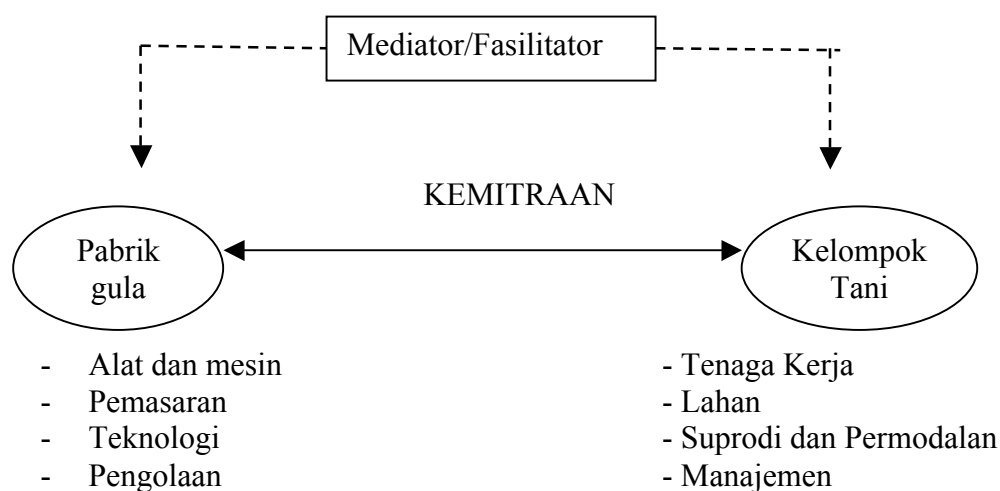 Mediator/Fasilitator
KEMITRAAN
Pabrik
gula
Kelompok
Tani
- Alat dan mesin
- Pemasaran
- Teknologi
- Pengolaan
- Tenaga Kerja
- Lahan
- Suprodi dan Permodalan
- Manajemen